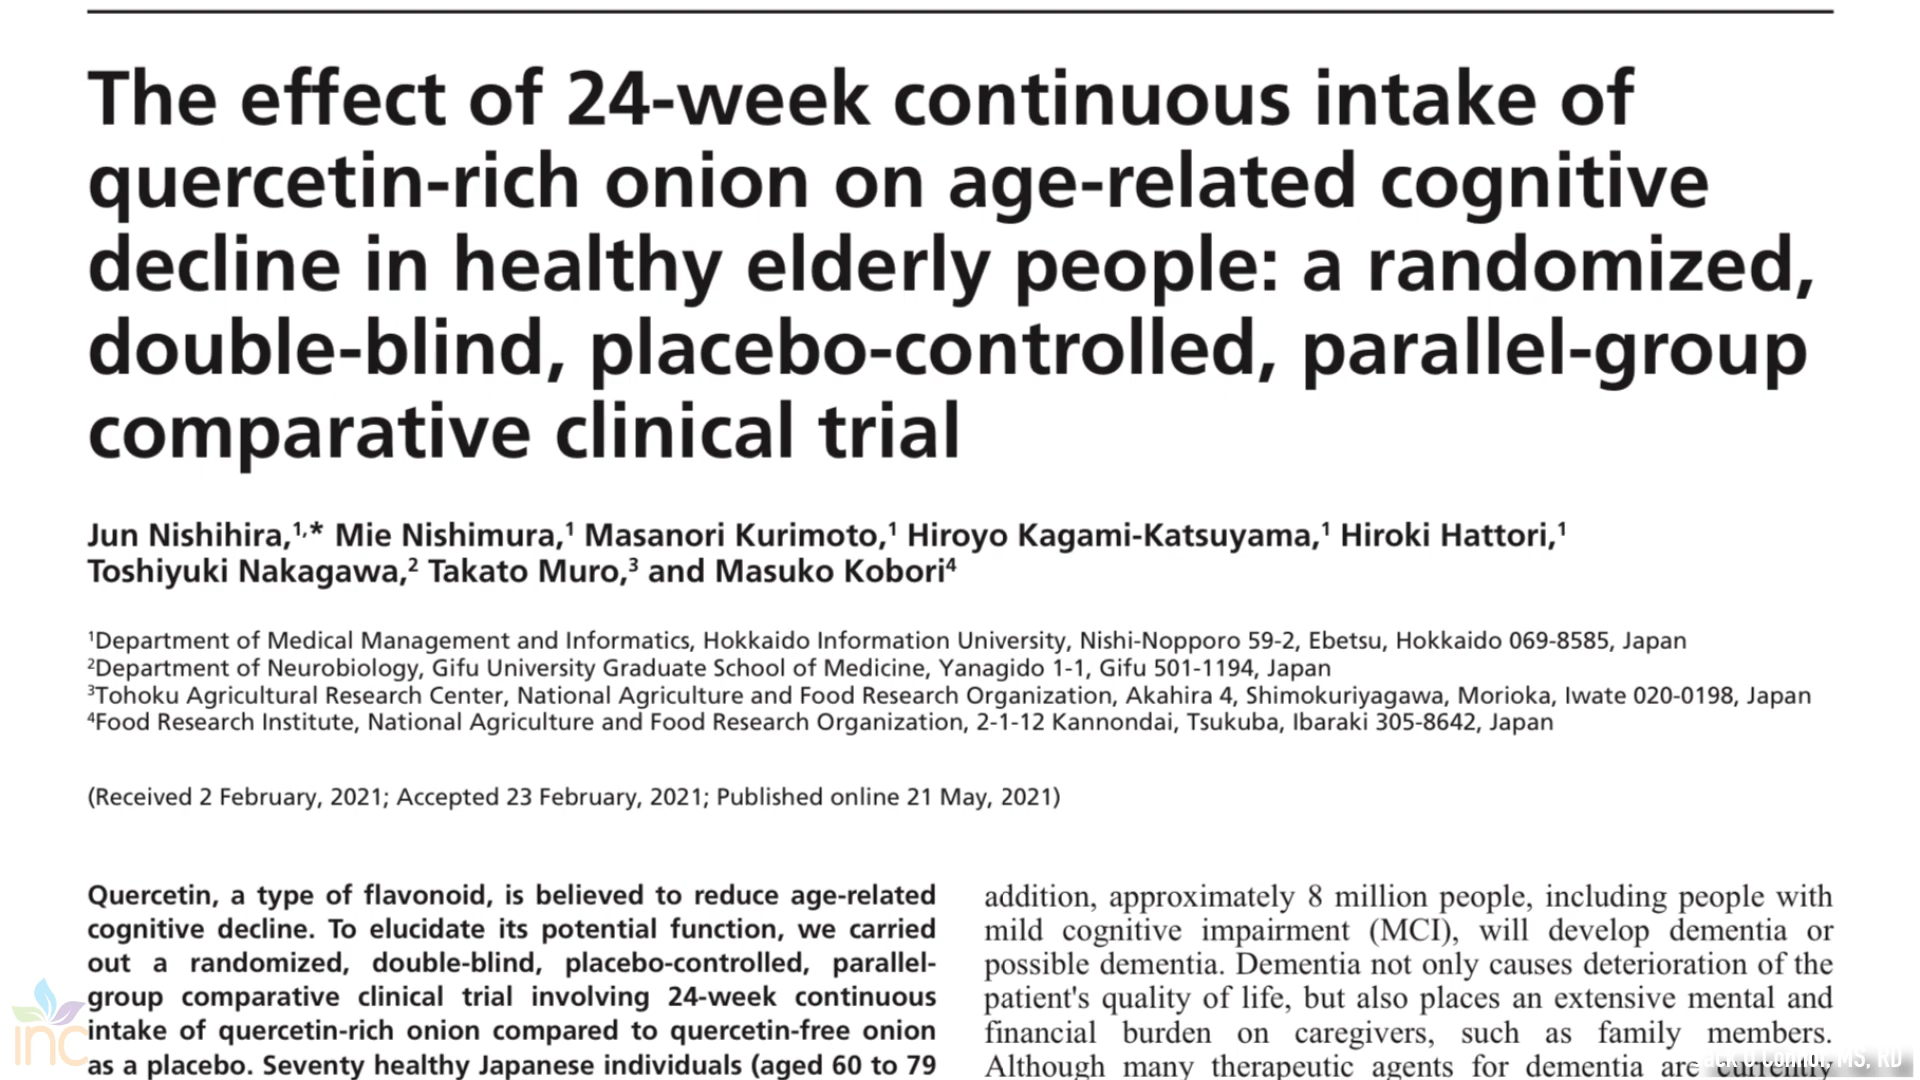 The effect of 24-week continuous intake of
quercetin-rich onion on age-related cognitive
decline in healthy elderly people: a randomized,
double-blind, placebo-controlled, parallel-group
comparative clinical trial
Jun Nishihira,¹,* Mie Nishimura,¹ Masanori Kurimoto,¹ Hiroyo Kagami-Katsuyama,¹ Hiroki Hattori,¹
Toshiyuki Nakagawa,² Takato Muro,³ and Masuko Kobori⁴
¹Department of Medical Management and Informatics, Hokkaido Information University, Nishi-Nopporo 59-2, Ebetsu, Hokkaido 069-8585, Japan
²Department of Neurobiology, Gifu University Graduate School of Medicine, Yanagido 1-1, Gifu 501-1194, Japan
³Tohoku Agricultural Research Center, National Agriculture and Food Research Organization, Akahira 4, Shimokuriyagawa, Morioka, Iwate 020-0198, Japan
⁴Food Research Institute, National Agriculture and Food Research Organization, 2-1-12 Kannondai, Tsukuba, Ibaraki 305-8642, Japan
(Received 2 February, 2021; Accepted 23 February, 2021; Published online 21 May, 2021)
Quercetin, a type of flavonoid, is believed to reduce age-related
cognitive decline. To elucidate its potential function, we carried
out a randomized, double-blind, placebo-controlled, parallel-
group comparative clinical trial involving 24-week continuous
intake of quercetin-rich onion compared to quercetin-free onion
as a placebo. Seventy healthy Japanese individuals (aged 60 to 79
addition, approximately 8 million people, including people with
mild cognitive impairment (MCI), will develop dementia or
possible dementia. Dementia not only causes deterioration of the
patient's quality of life, but also places an extensive mental and
financial burden on caregivers, such as family members.
Although many therapeutic agents for dementia are currently
inc
O'Connor, MS, RD